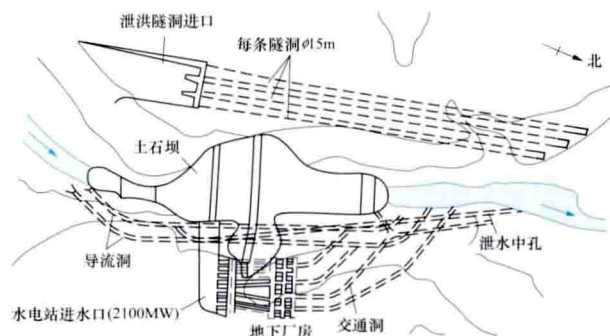 泄洪隧洞进口
每条隧洞Ø15m
北
土石坝
导流洞
泄水中孔
水电站进水口(2100MW)
地下厂房
交通洞